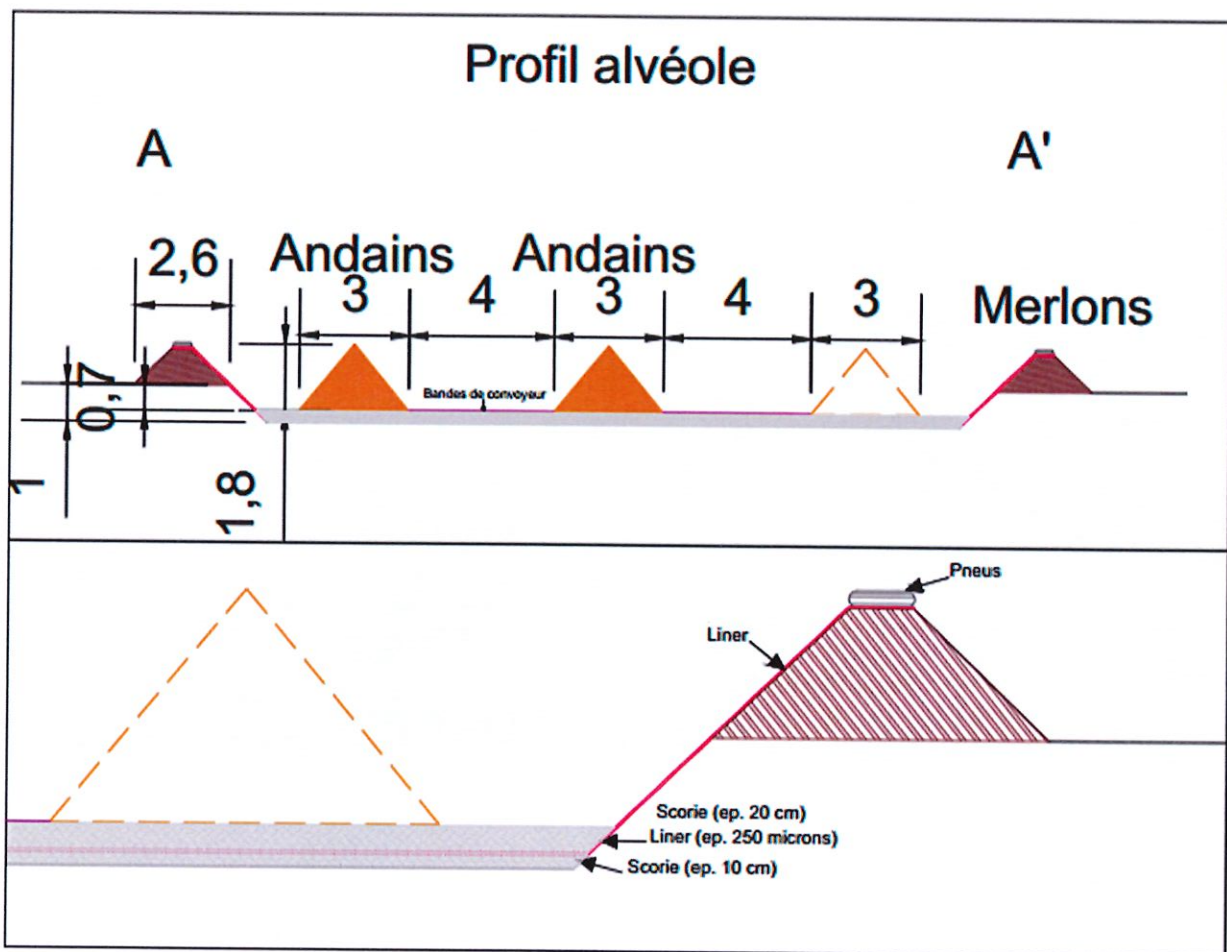 Profil alvéole
A
A'
2,6
Andains
Andains
3
4
3
4
3
Merlons
0,7
Bandes de convoyeur
1
1,8
Pneus
Liner
Scorie (ep. 20 cm)
Liner (ep. 250 microns)
Scorie (ep. 10 cm)